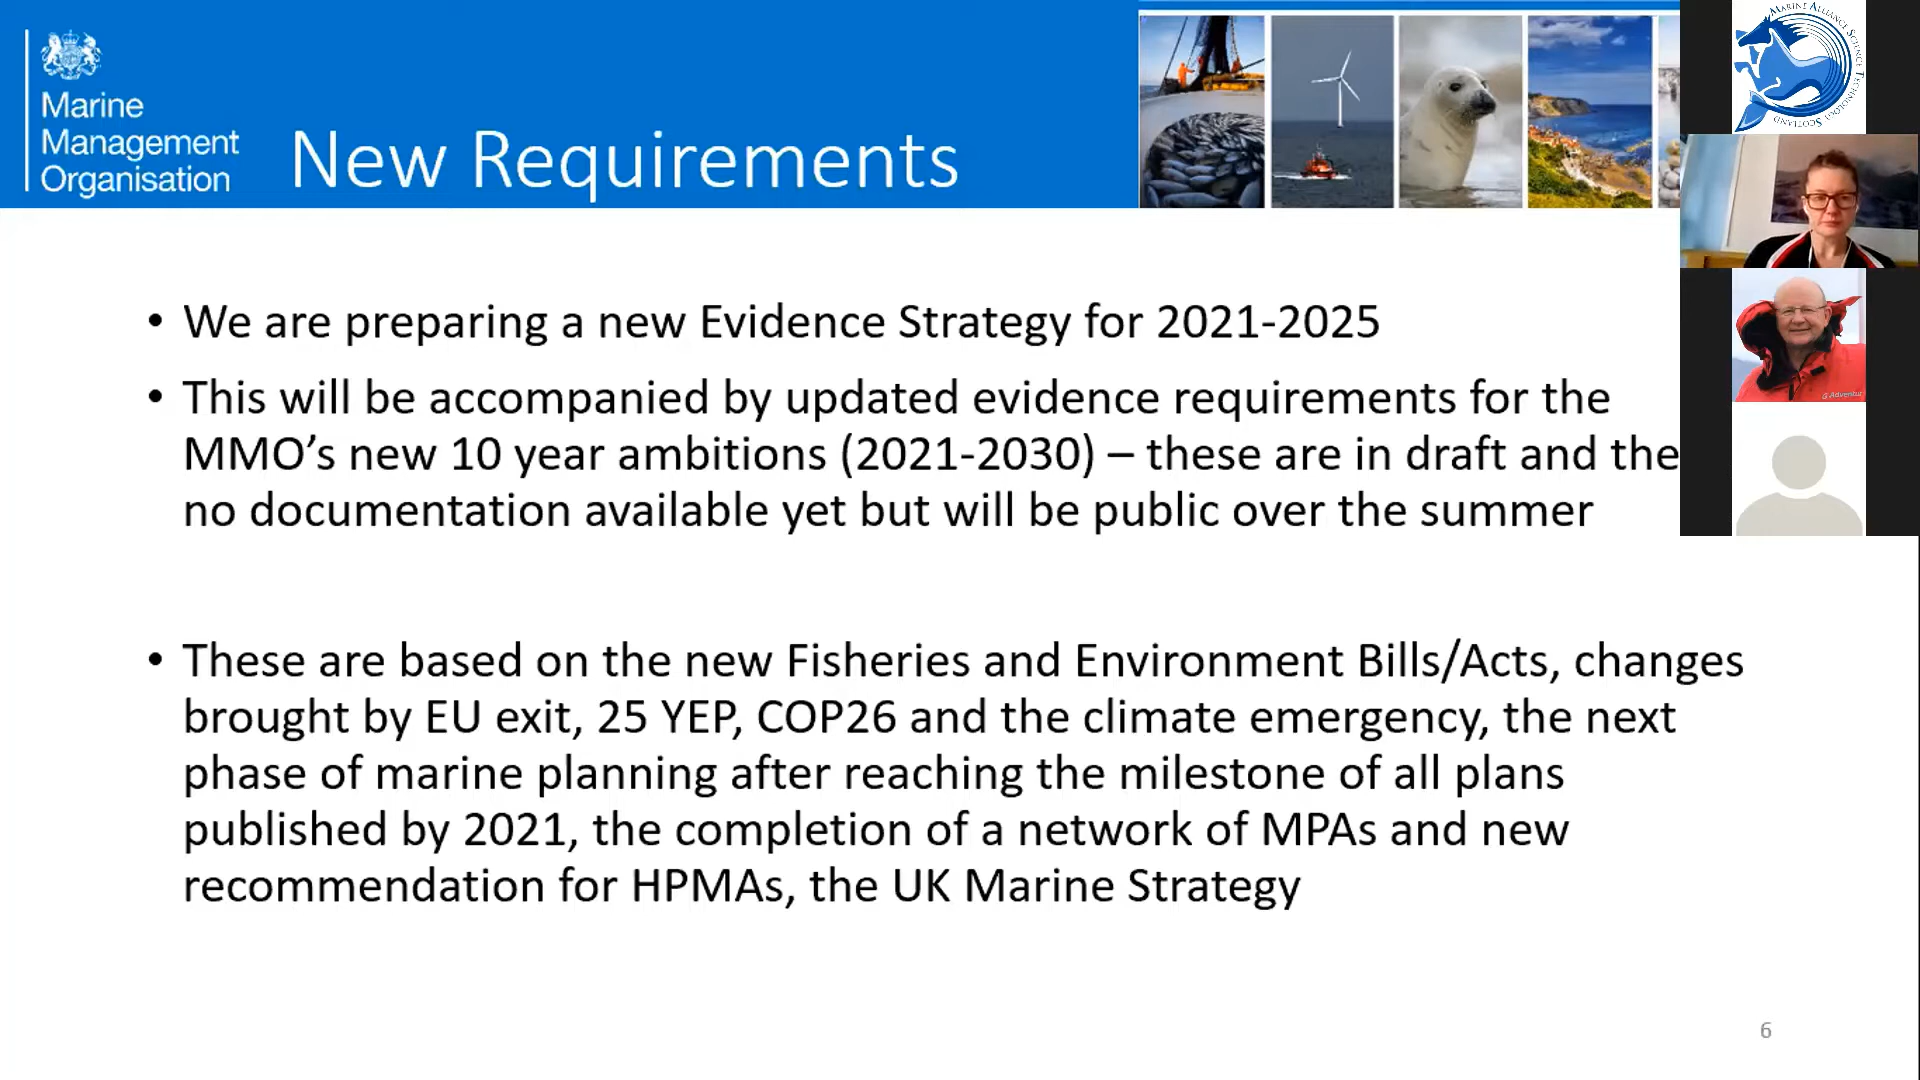 Marine
Management
Organisation
New Requirements
• We are preparing a new Evidence Strategy for 2021-2025
• This will be accompanied by updated evidence requirements for the
MMO’s new 10 year ambitions (2021-2030) – these are in draft and the
no documentation available yet but will be public over the summer
• These are based on the new Fisheries and Environment Bills/Acts, changes
brought by EU exit, 25 YEP, COP26 and the climate emergency, the next
phase of marine planning after reaching the milestone of all plans
published by 2021, the completion of a network of MPAs and new
recommendation for HPMAs, the UK Marine Strategy
6
MARINE ALLIANCE SCIENCE TECHNOLOGY SCOTLAND